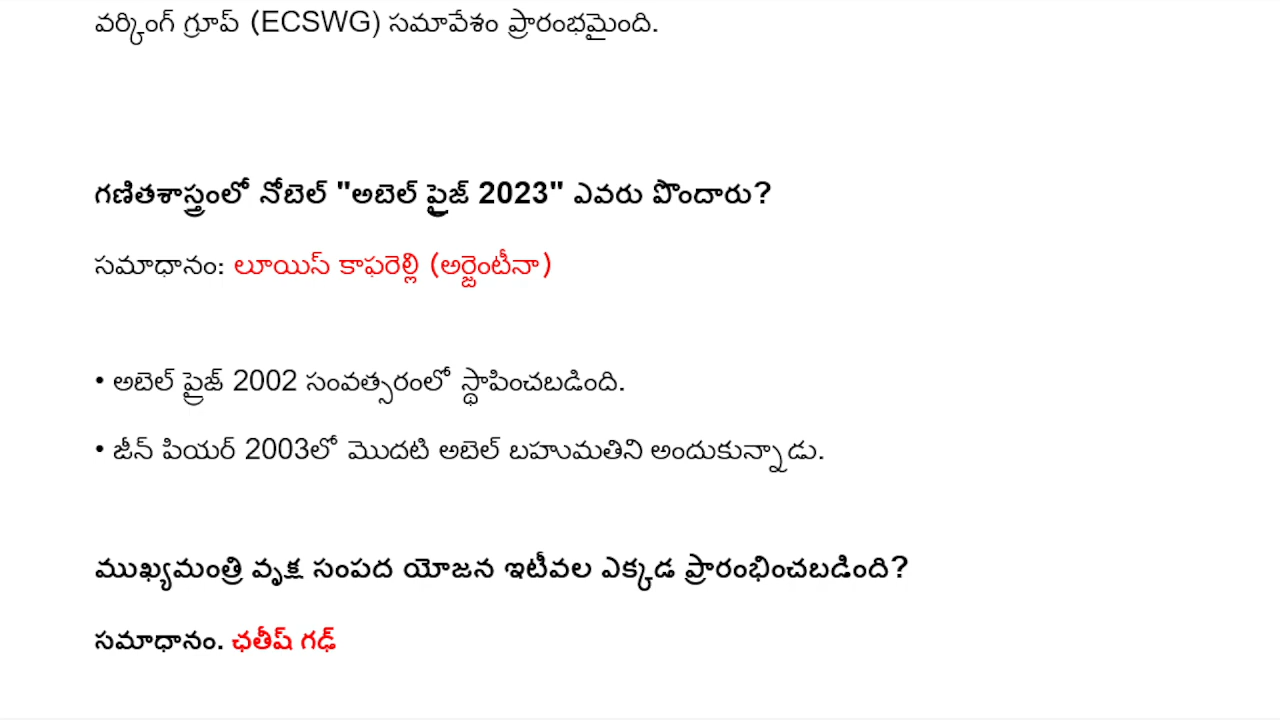 వర్కింగ్ గ్రూప్ (ECSWG) సమావేశం ప్రారంభమైంది.
గణితశాస్త్రంలో నోబెల్ "అబెల్ ప్రైజ్ 2023" ఎవరు పొందారు?
సమాధానం: లూయిస్ కాఫరెల్లి (అర్జెంటీనా)
• అబెల్ ప్రైజ్ 2002 సంవత్సరంలో స్థాపించబడింది.
• జీన్ పియర్ 2003లో మొదటి అబెల్ బహుమతిని అందుకున్నాడు.
ముఖ్యమంత్రి వృక్ష సంపద యోజన ఇటీవల ఎక్కడ ప్రారంభించబడింది?
సమాధానం. ఛతీష్ గఢ్